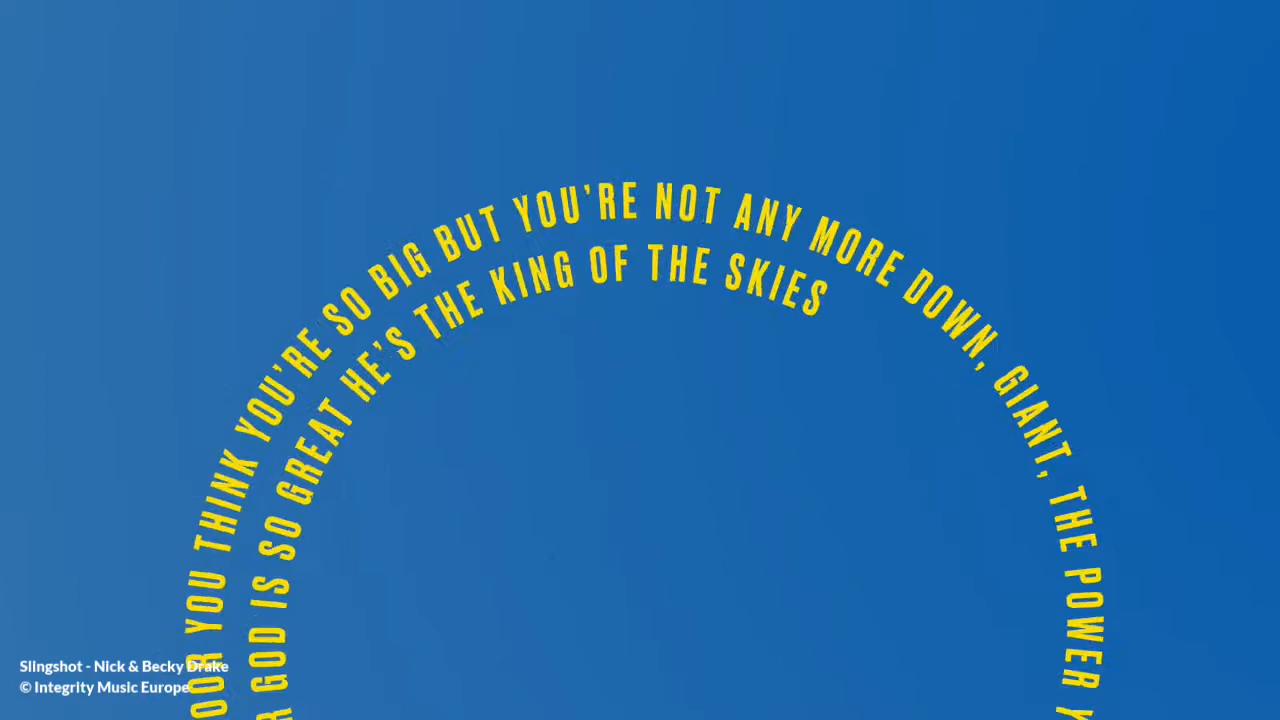 YOU THINK YOU'RE SO BIG BUT YOU'RE NOT ANY MORE DOWN, GIANT, THE POWER
GOD IS SO GREAT HE'S THE KING OF THE SKIES
Slingshot - Nick & Becky Drake
© Integrity Music Europe